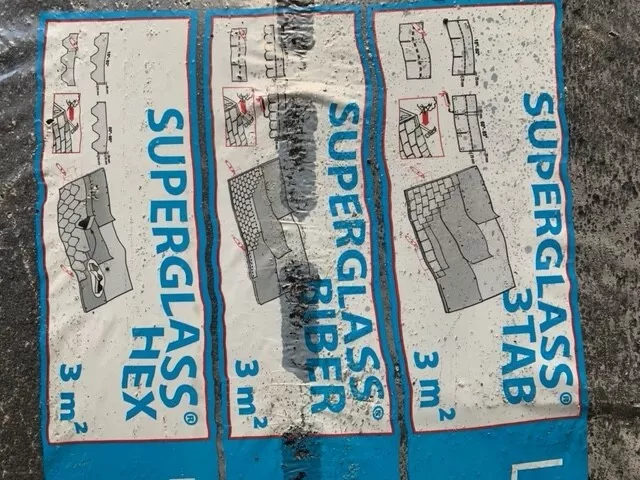 SUPERGLASS®
3TAB
3 m²
SUPERGLASS®
BIBER
3 m²
SUPERGLASS®
HEX
3 m²
L